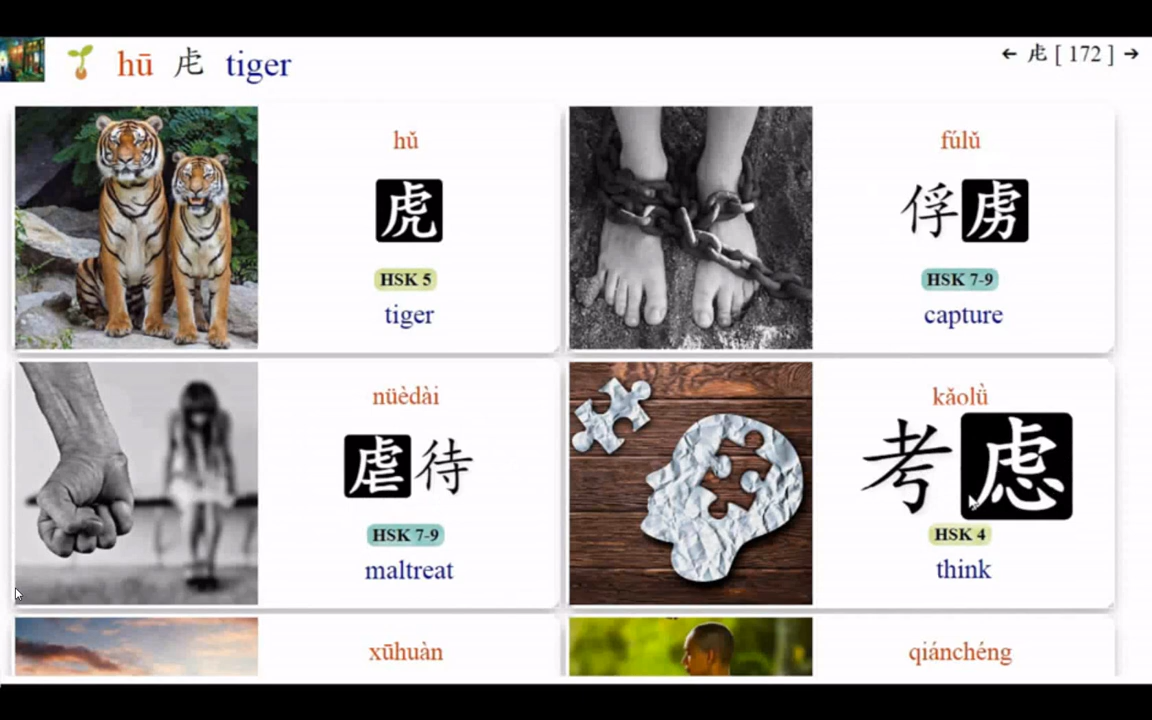 hū 虍 tiger
← 虍 [ 172 ] →
hǔ
虎
HSK 5
tiger
fúlǔ
俘虏
HSK 7-9
capture
nüèdài
虐待
HSK 7-9
maltreat
kǎolǜ
考虑
HSK 4
think
xūhuàn
qiánchéng